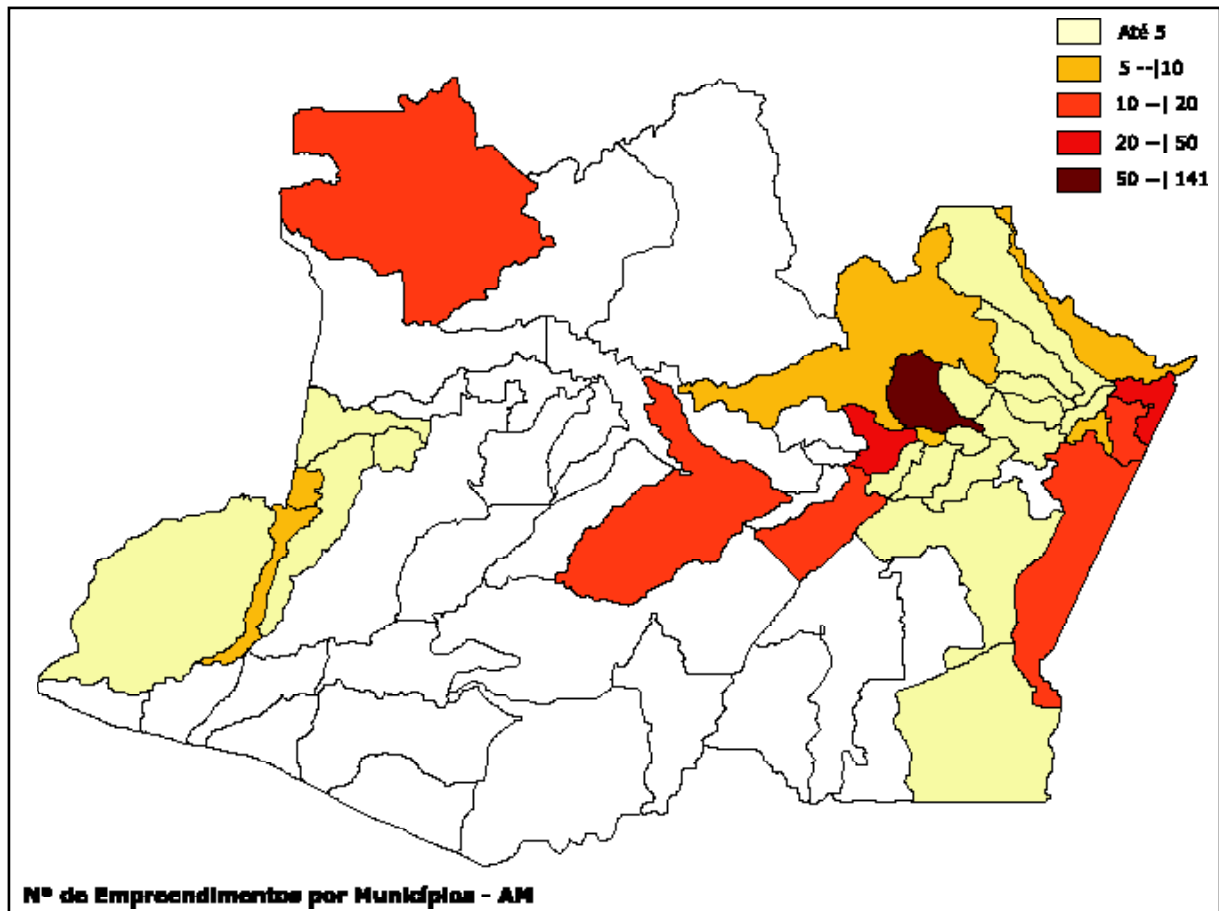 Até 5
5 --|10
10 --| 20
20 --| 50
50 --| 141
Nº de Empreendimentos por Municípios - AM